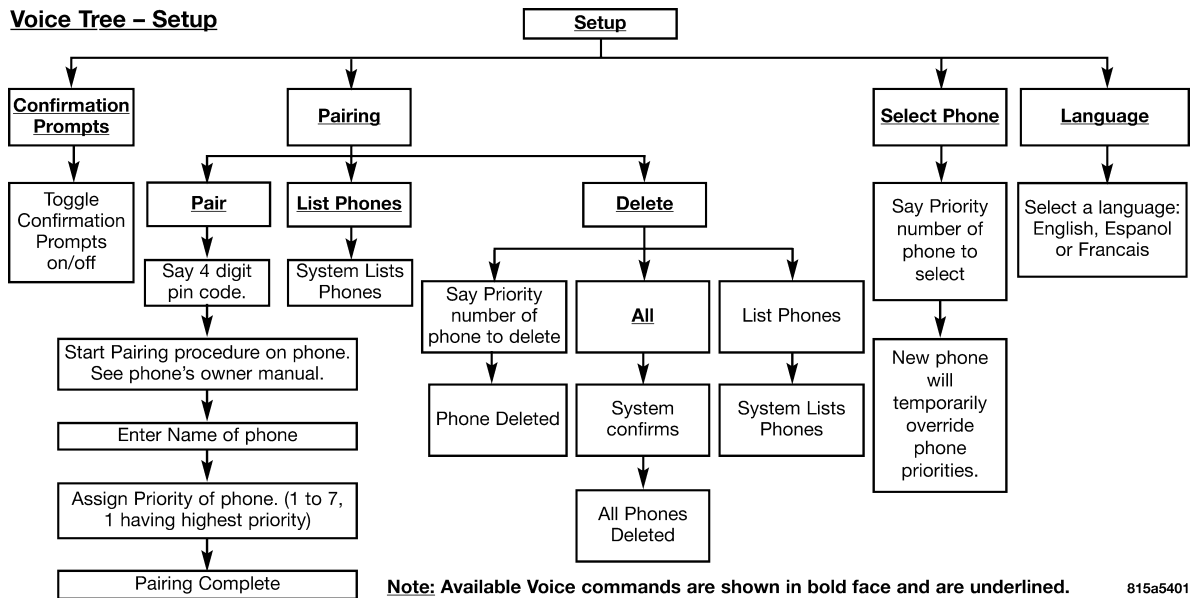 Voice Tree – Setup
Setup
Confirmation
Prompts
Pairing
Select Phone
Language
Toggle
Confirmation
Prompts
on/off
Pair
List Phones
Delete
Say Priority
number of
phone to
select
Select a language:
English, Espanol
or Francais
Say 4 digit
pin code.
System Lists
Phones
Say Priority
number of
phone to delete
All
List Phones
Start Pairing procedure on phone.
See phone's owner manual.
New phone
will
temporarily
override
phone
priorities.
Phone Deleted
System
confirms
System Lists
Phones
Enter Name of phone
Assign Priority of phone. (1 to 7,
1 having highest priority)
All Phones
Deleted
Pairing Complete
Note: Available Voice commands are shown in bold face and are underlined.
815a5401